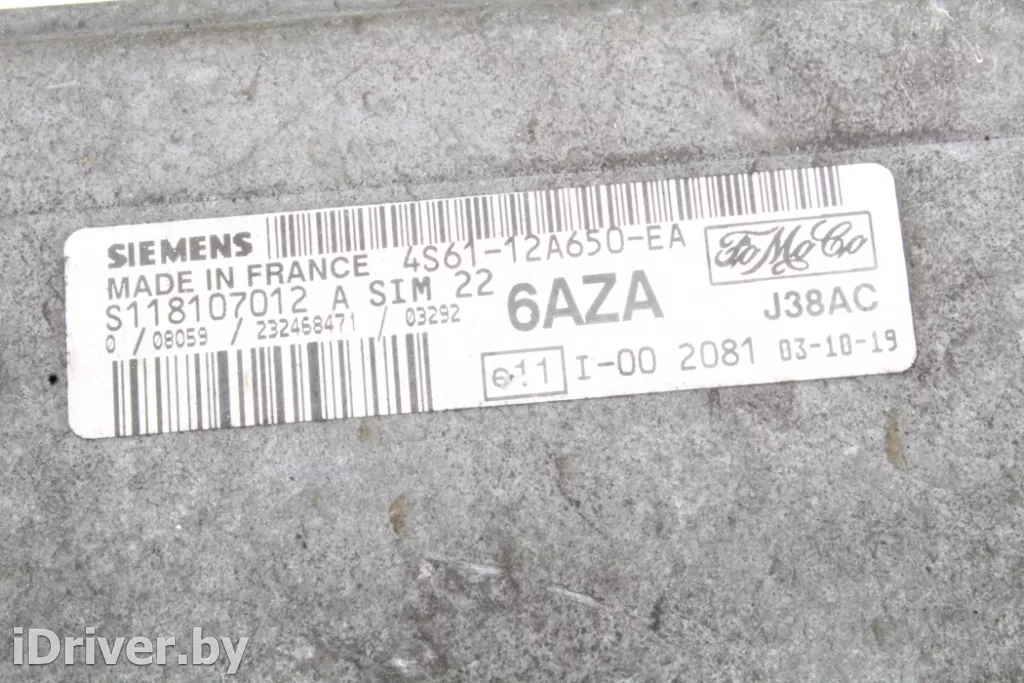 SIEMENS
MADE IN FRANCE
4S61-12A650-EA
FoMoCo
S118107012 A SIM 22
6AZA
J38AC
0 / 08059 / 232468471 / 03292
e11 I-00 2081 03-10-19
iDriver.by